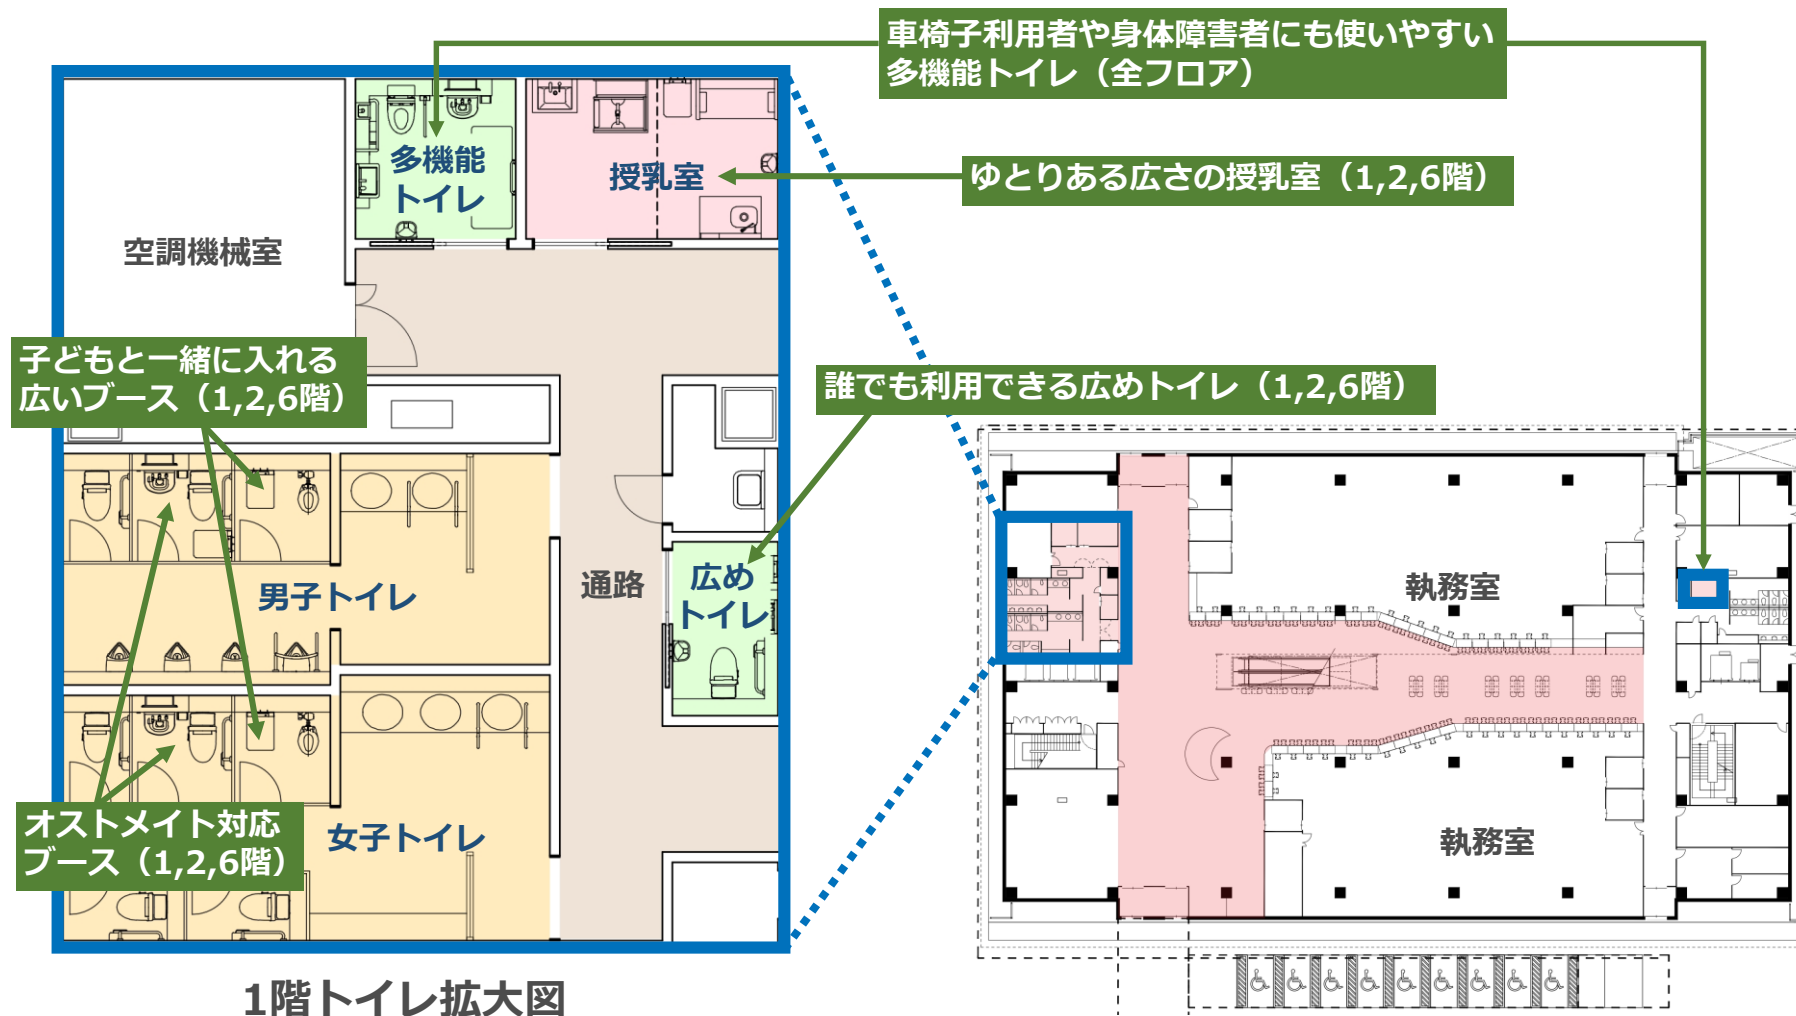 車椅子利用者や身体障害者にも使いやすい
多機能トイレ（全フロア）
多機能
トイレ
授乳室
ゆとりある広さの授乳室（1,2,6階）
空調機械室
子どもと一緒に入れる
広いブース（1,2,6階）
誰でも利用できる広めトイレ（1,2,6階）
男子トイレ
通路
広め
トイレ
執務室
オストメイト対応
ブース（1,2,6階）
女子トイレ
執務室
1階トイレ拡大図